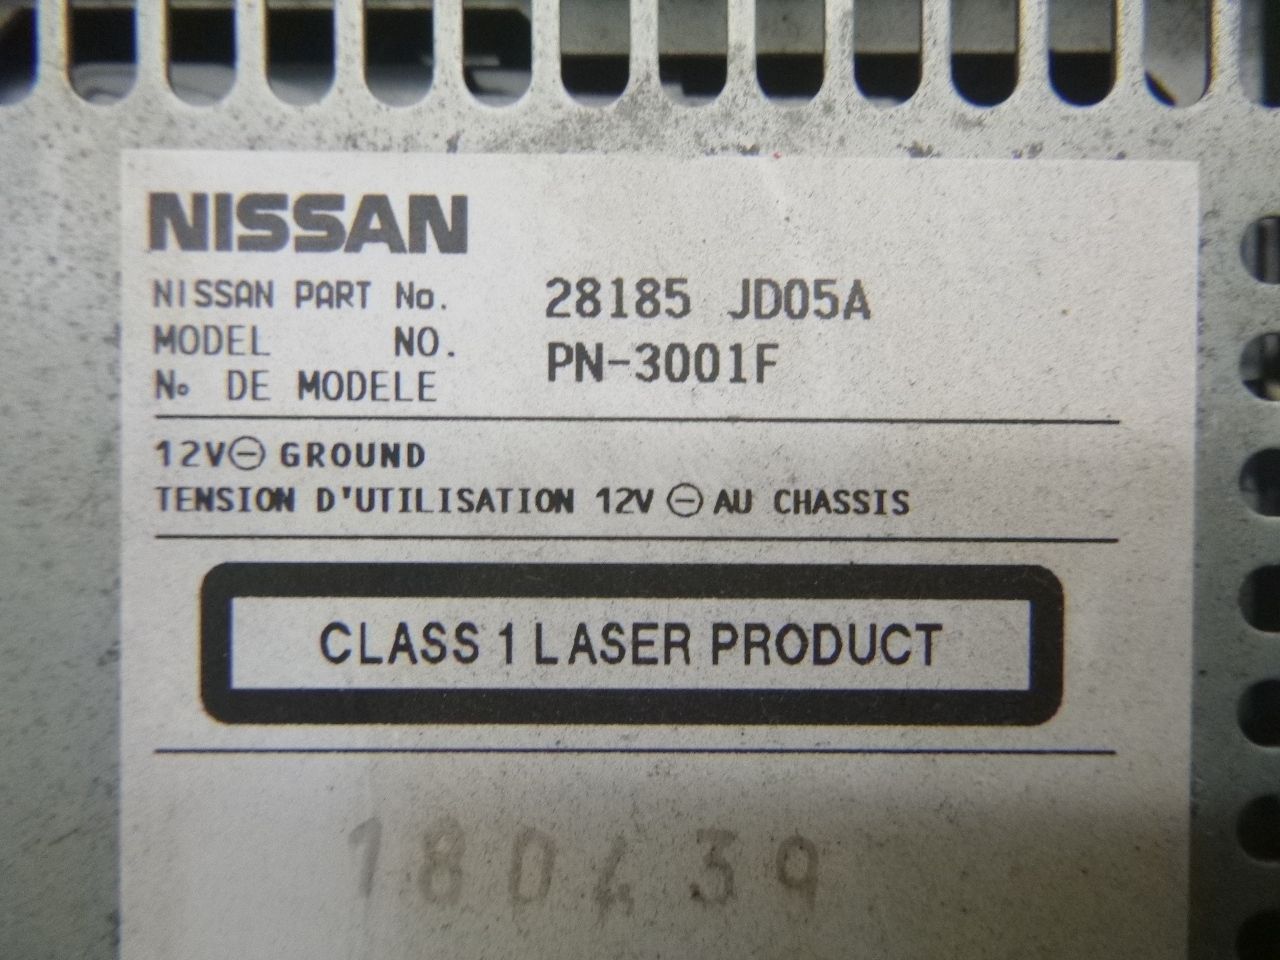 NISSAN
NISSAN PART No. 28185 JD05A
MODEL NO. PN-3001F
No DE MODELE
12V⊖ GROUND
TENSION D'UTILISATION 12V ⊖ AU CHASSIS
CLASS 1 LASER PRODUCT